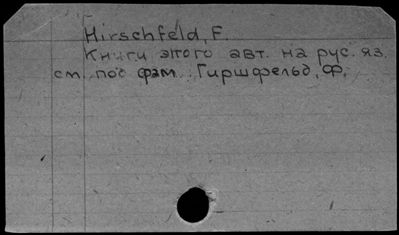 Hirschfeld, F.
Книги этого авт. на рус. яз.
см. под фам. Гиршфельд, Ф.